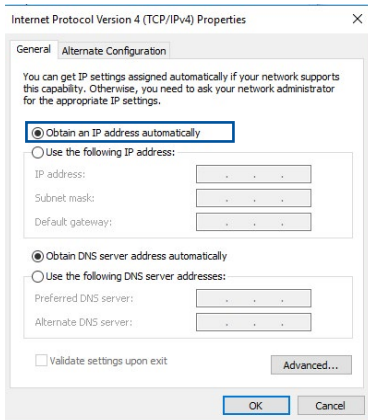 Internet Protocol Version 4 (TCP/IPv4) Properties
General
Alternate Configuration
You can get IP settings assigned automatically if your network supports
this capability. Otherwise, you need to ask your network administrator
for the appropriate IP settings.
Obtain an IP address automatically
Use the following IP address:
IP address:
Subnet mask:
Default gateway:
Obtain DNS server address automatically
Use the following DNS server addresses:
Preferred DNS server:
Alternate DNS server:
Validate settings upon exit
Advanced...
OK
Cancel